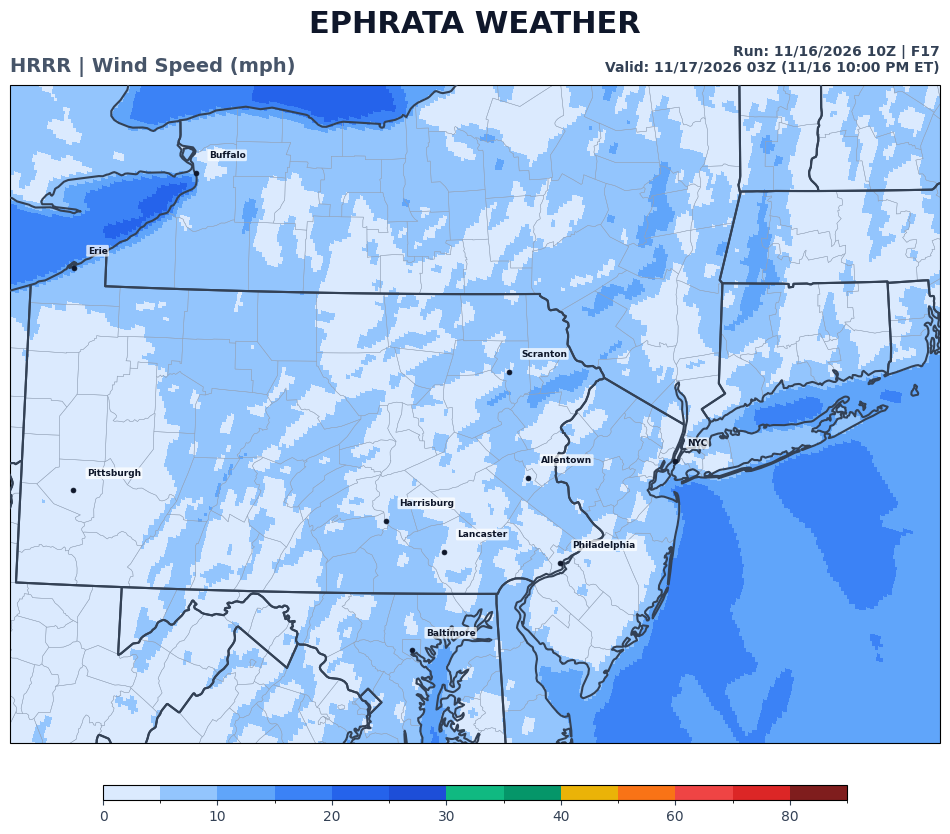 EPHRATA WEATHER
HRRR | Wind Speed (mph)
Run: 11/16/2026 10Z | F17
Valid: 11/17/2026 03Z (11/16 10:00 PM ET)
Buffalo
Erie
Scranton
NYC
Allentown
Pittsburgh
Harrisburg
Lancaster
Philadelphia
Baltimore
0 10 20 30 40 60 80